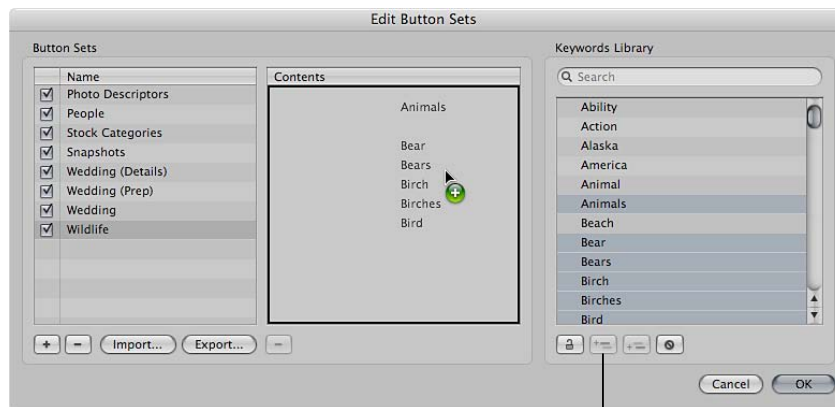 Edit Button Sets
Button Sets
Name
Photo Descriptors
People
Stock Categories
Snapshots
Wedding (Details)
Wedding (Prep)
Wedding
Wildlife
Import...
Export...
Contents
Animals
Bear
Bears
Birch
Birches
Bird
Keywords Library
Search
Ability
Action
Alaska
America
Animal
Animals
Beach
Bear
Bears
Birch
Birches
Bird
Cancel
OK